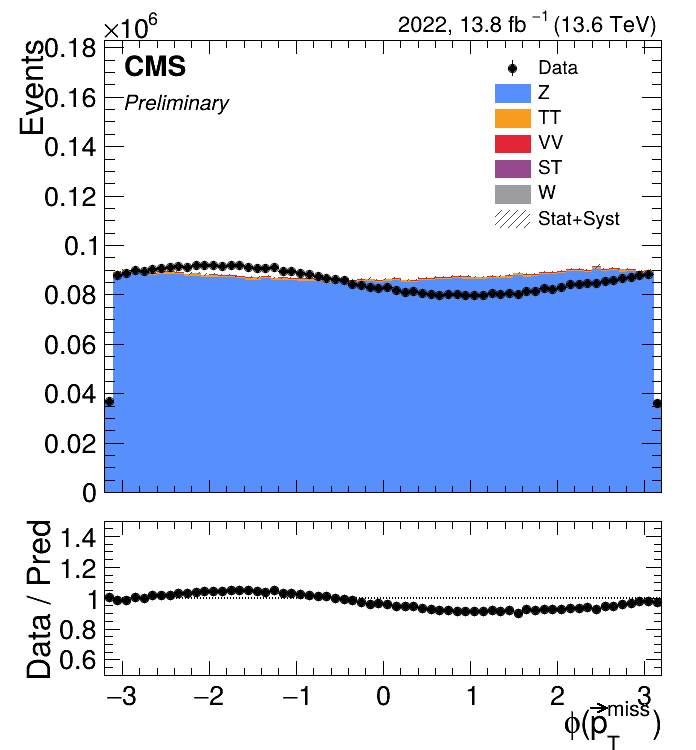 ×10^6
2022, 13.8 fb^-1 (13.6 TeV)
Events
0.18
0.16
0.14
0.12
0.1
0.08
0.06
0.04
0.02
0
CMS
Preliminary
Data
Z
TT
VV
ST
W
Stat+Syst
Data / Pred
1.4
1.2
1
0.8
0.6
−3 −2 −1 0 1 2 3
ϕ(p⃗_T^miss)